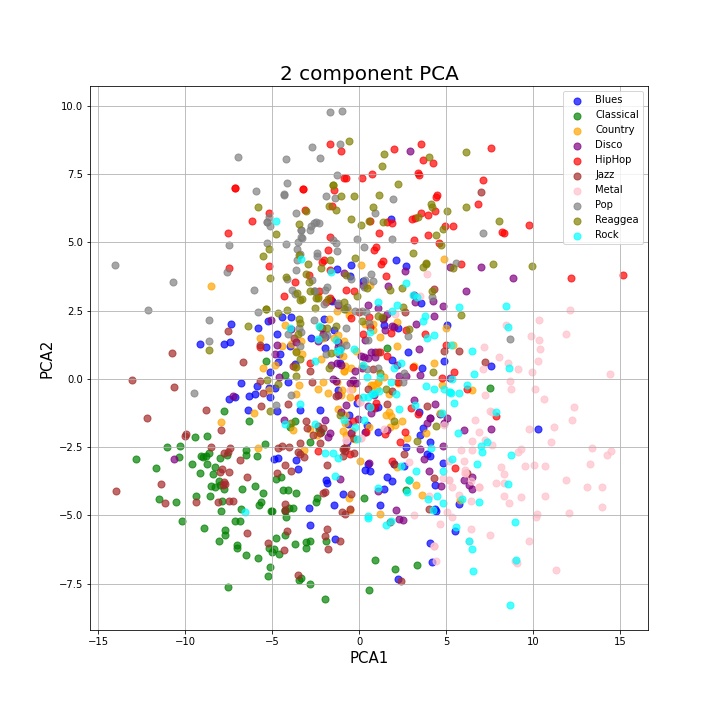 2 component PCA
Blues
Classical
Country
Disco
HipHop
Jazz
Metal
Pop
Reaggea
Rock
PCA2
10.0
7.5
5.0
2.5
0.0
−2.5
−5.0
−7.5
−15
−10
−5
0
5
10
15
PCA1